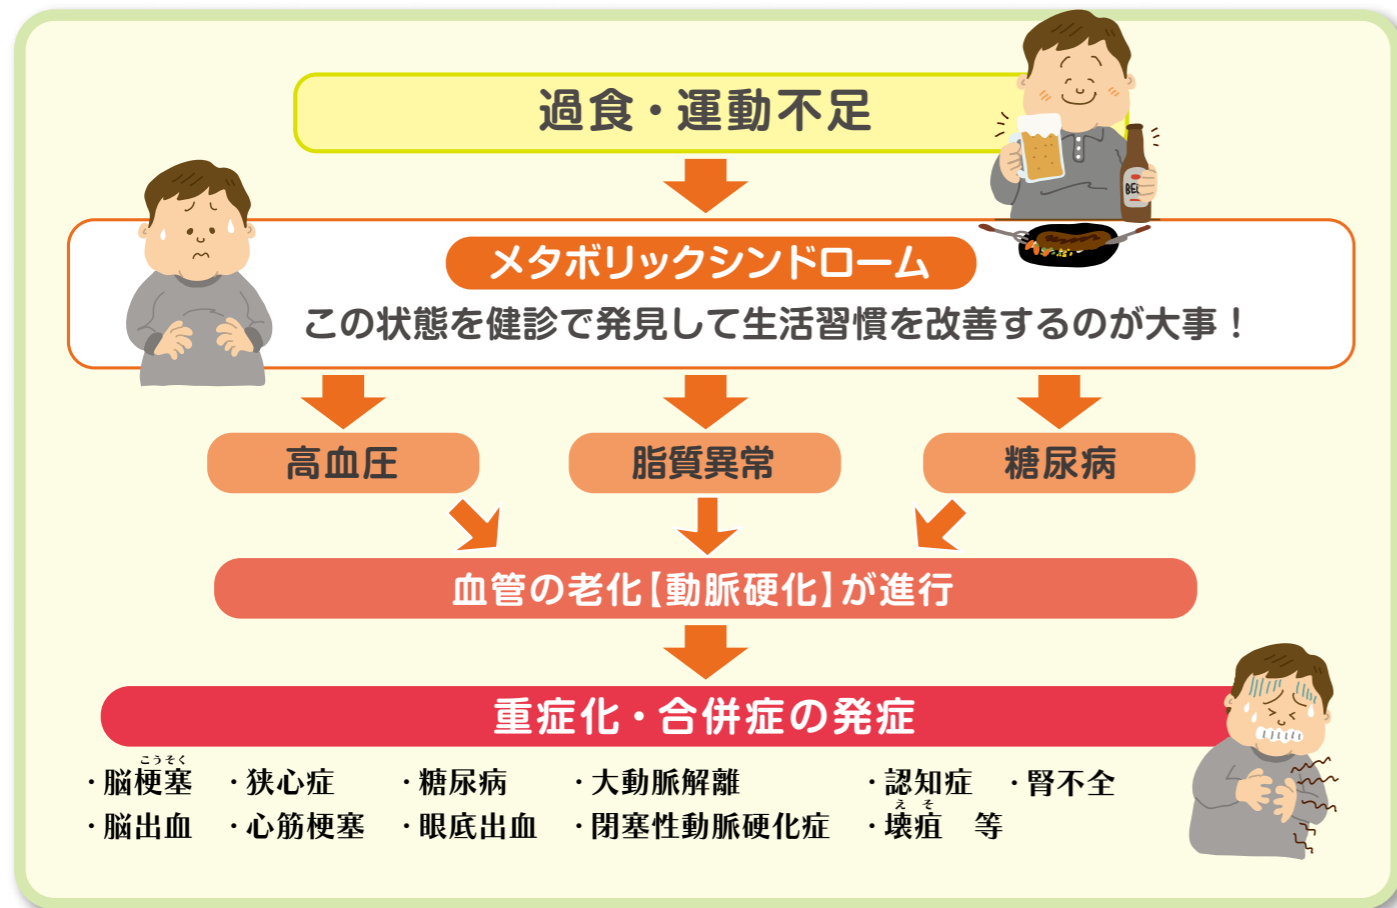 過食・運動不足
BEE
メタボリックシンドローム
この状態を健診で発見して生活習慣を改善するのが大事！
高血圧 脂質異常 糖尿病
血管の老化【動脈硬化】が進行
重症化・合併症の発症
こうそく
・脳梗塞 ・狭心症 ・糖尿病 ・大動脈解離 ・認知症 ・腎不全
えそ
・脳出血 ・心筋梗塞 ・眼底出血 ・閉塞性動脈硬化症 ・壊疽 等